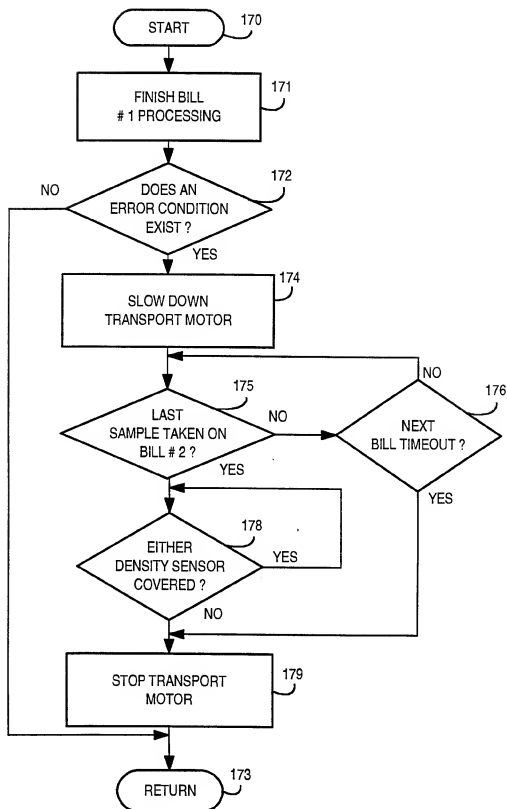 START
170
FINISH BILL
# 1 PROCESSING
171
DOES AN
ERROR CONDITION
EXIST ?
172
NO
YES
SLOW DOWN
TRANSPORT MOTOR
174
LAST
SAMPLE TAKEN ON
BILL # 2 ?
175
NO
YES
NEXT
BILL TIMEOUT ?
176
NO
YES
EITHER
DENSITY SENSOR
COVERED ?
178
YES
NO
STOP TRANSPORT
MOTOR
179
RETURN
173